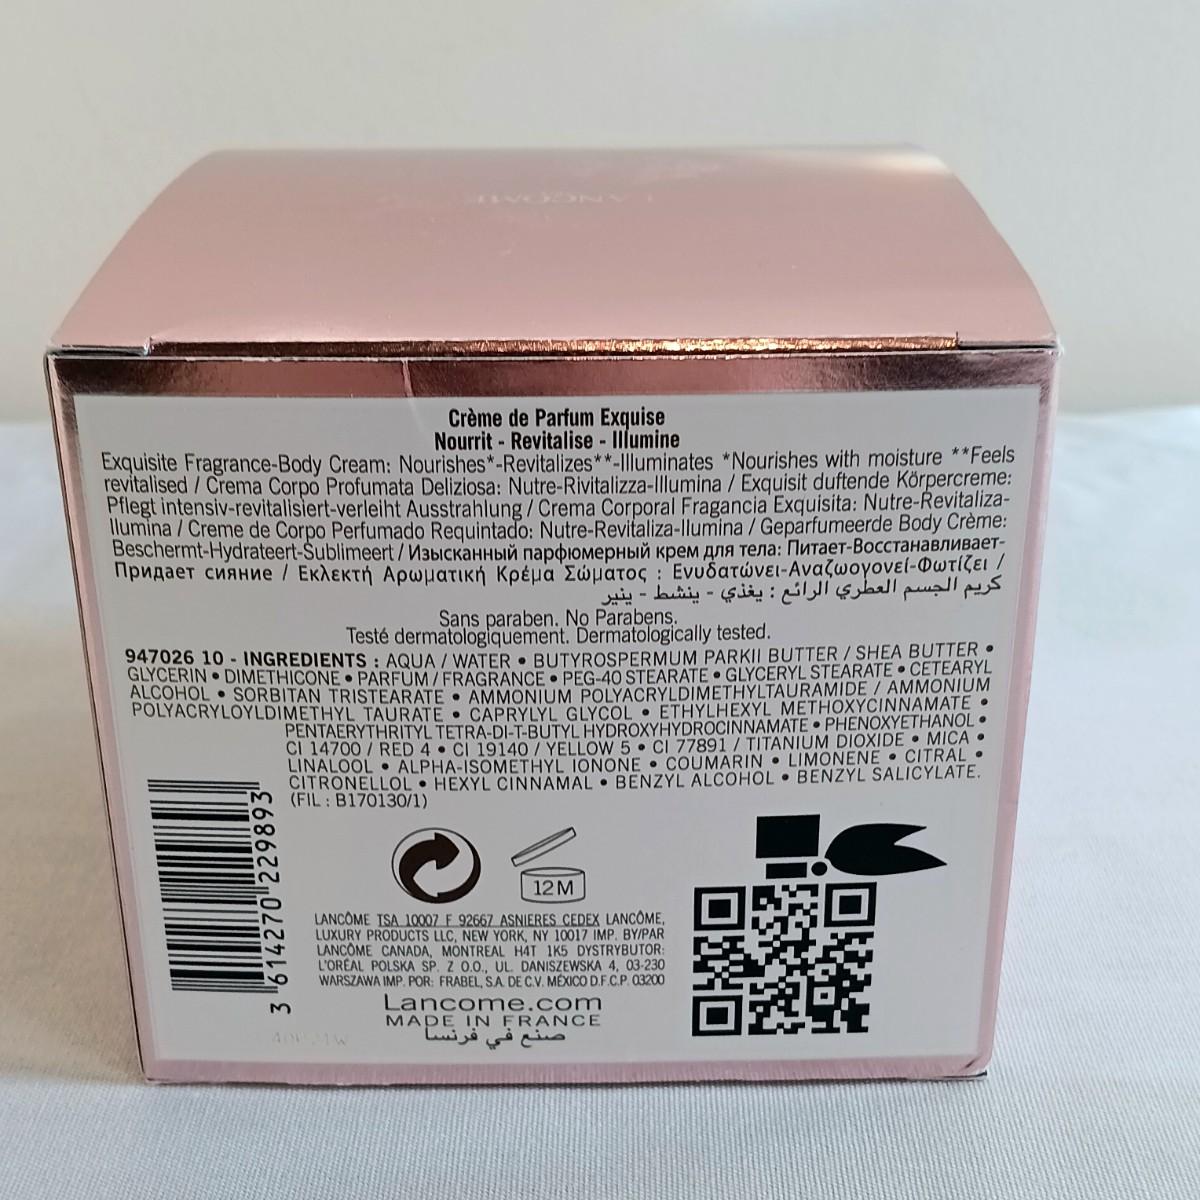 LANCÔME
Crème de Parfum Exquise
Nourrit - Revitalise - Illumine
Exquisite Fragrance-Body Cream: Nourishes*-Revitalizes**-Illuminates *Nourishes with moisture **Feels
revitalised / Crema Corpo Profumata Deliziosa: Nutre-Rivitalizza-Illumina / Exquisit duftende Körpercreme:
Pflegt intensiv-revitalisiert-verleiht Ausstrahlung / Crema Corporal Fragancia Exquisita: Nutre-Revitaliza-
Ilumina / Creme de Corpo Perfumado Requintado: Nutre-Revitaliza-Ilumina / Geparfumeerde Body Crème:
Beschermt-Hydrateert-Sublimeert / Изысканный парфюмерный крем для тела: Питает-Восстанавливает-
Придает сияние / Εκλεκτή Αρωματική Κρέμα Σώματος : Ενυδατώνει-Αναζωογονεί-Φωτίζει /
كريم الجسم العطري الرائع : يغذي - ينشط - ينير
Sans paraben. No Parabens.
Testé dermatologiquement. Dermatologically tested.
947026 10 - INGREDIENTS : AQUA / WATER • BUTYROSPERMUM PARKII BUTTER / SHEA BUTTER •
GLYCERIN • DIMETHICONE • PARFUM / FRAGRANCE • PEG-40 STEARATE • GLYCERYL STEARATE • CETEARYL
ALCOHOL • SORBITAN TRISTEARATE • AMMONIUM POLYACRYLDIMETHYLTAURAMIDE / AMMONIUM
POLYACRYLOYLDIMETHYL TAURATE • CAPRYLYL GLYCOL • ETHYLHEXYL METHOXYCINNAMATE •
PENTAERYTHRITYL TETRA-DI-T-BUTYL HYDROXYHYDROCINNAMATE • PHENOXYETHANOL •
CI 14700 / RED 4 • CI 19140 / YELLOW 5 • CI 77891 / TITANIUM DIOXIDE • MICA •
LINALOOL • ALPHA-ISOMETHYL IONONE • COUMARIN • LIMONENE • CITRAL •
CITRONELLOL • HEXYL CINNAMAL • BENZYL ALCOHOL • BENZYL SALICYLATE.
(FIL : B170130/1)
3 614270 229893
12 M
LANCÔME TSA 10007 F 92667 ASNIERES CEDEX LANCÔME,
LUXURY PRODUCTS LLC, NEW YORK, NY 10017 IMP. BY/PAR
LANCÔME CANADA, MONTREAL H4T 1K5 DYSTRYBUTOR:
L'ORÉAL POLSKA SP. Z O.O., UL. DANISZEWSKA 4, 03-230
WARSZAWA IMP. POR: FRABEL, S.A. DE C.V. MÉXICO D.F.C.P. 03200
Lancome.com
MADE IN FRANCE
صنع في فرنسا